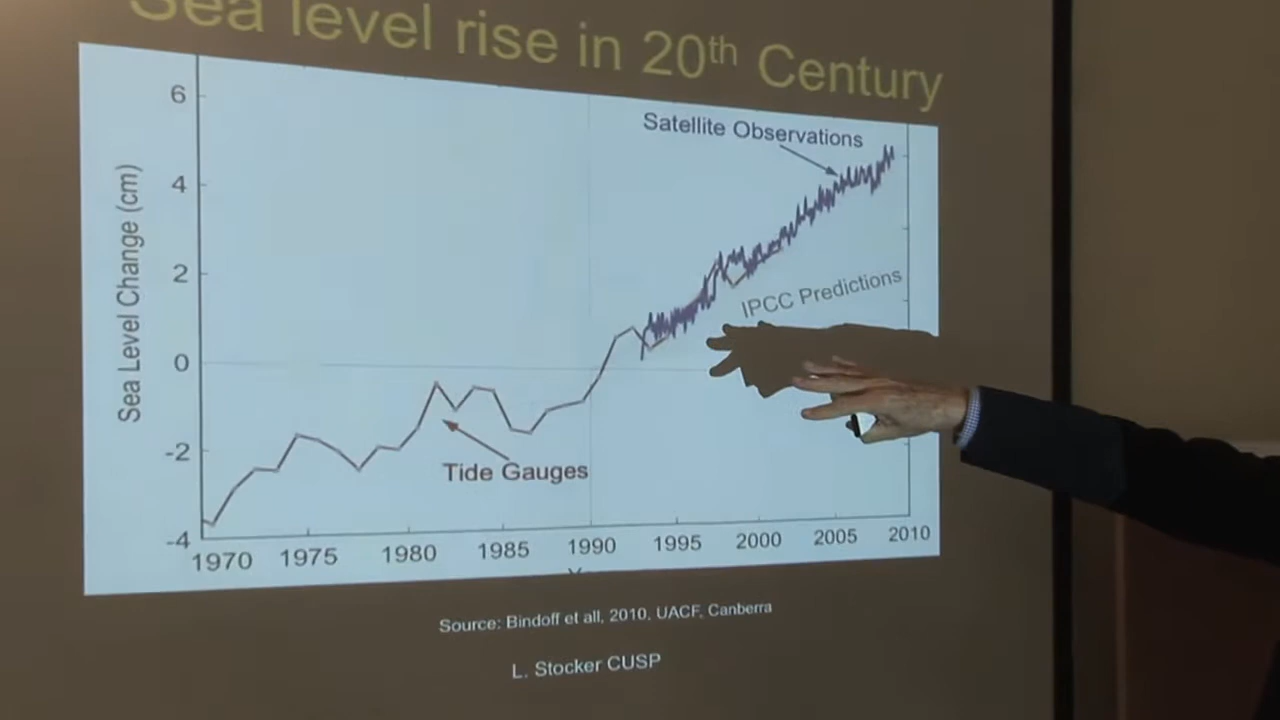 Sea level rise in 20th Century
6
4
2
0
-2
-4
Sea Level Change (cm)
Satellite Observations
IPCC Predictions
Tide Gauges
1970 1975 1980 1985 1990 1995 2000 2005 2010
Source: Bindoff et all, 2010, UACF, Canberra
L. Stocker CUSP